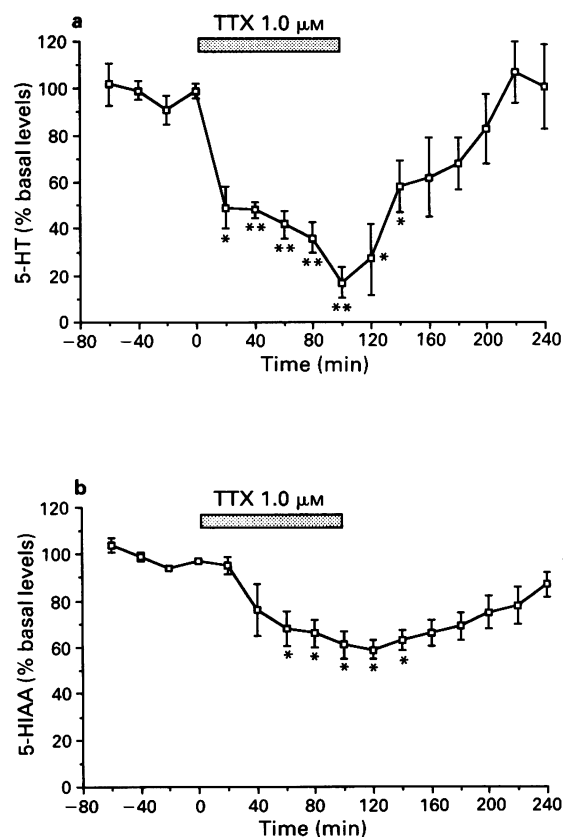 a
TTX 1.0 μM
120
100
80
60
40
20
0
5-HT (% basal levels)
* ** ** ** ** * *
−80 −40 0 40 80 120 160 200 240
Time (min)
b
TTX 1.0 μM
120
100
80
60
40
20
0
5-HIAA (% basal levels)
* * * * *
−80 −40 0 40 80 120 160 200 240
Time (min)